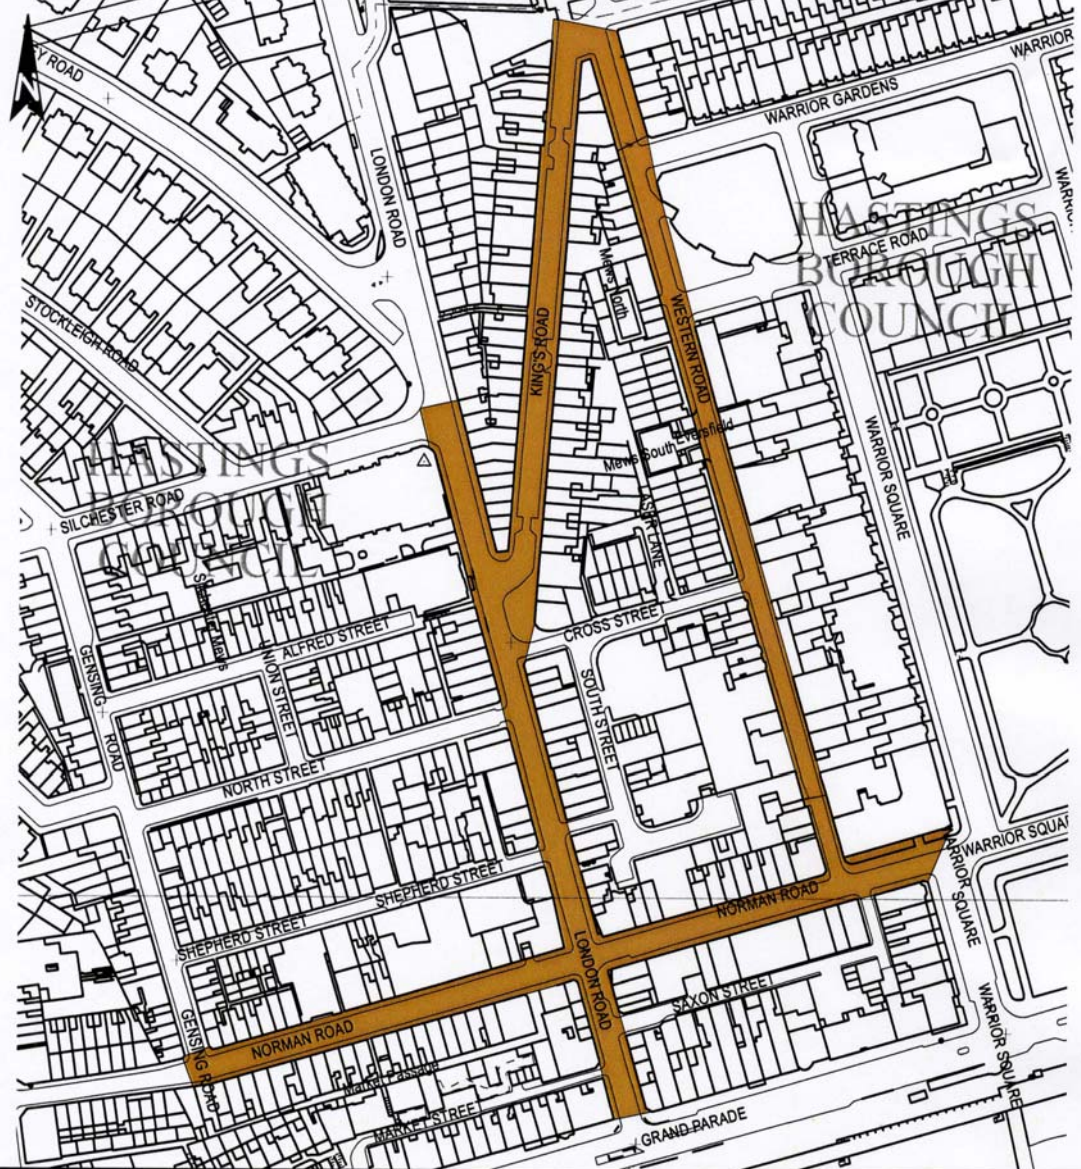 WARRIOR
Y ROAD
WARRIOR GARDENS
LONDON ROAD
WARRIO
HASTINGS
BOROUGH
COUNCIL
TERRACE ROAD
Mews North
STOCKLEIGH ROAD
KING'S ROAD
WESTERN ROAD
WARRIOR SQUARE
Mews South Eversfield
HASTINGS
BOROUGH
COUNCIL
SILCHESTER ROAD
CROSS STREET
ALFRED STREET
UNION STREET
GENSING ROAD
SOUTH STREET
NORTH STREET
WARRIOR SQUAR
WARRIOR SQUARE
SHEPHERD STREET
NORMAN ROAD
SHEPHERD STREET
LONDON ROAD
SAXON STREET
WARRIOR SQUARE
GENSING ROAD
NORMAN ROAD
Market Passage
MARKET STREET
GRAND PARADE